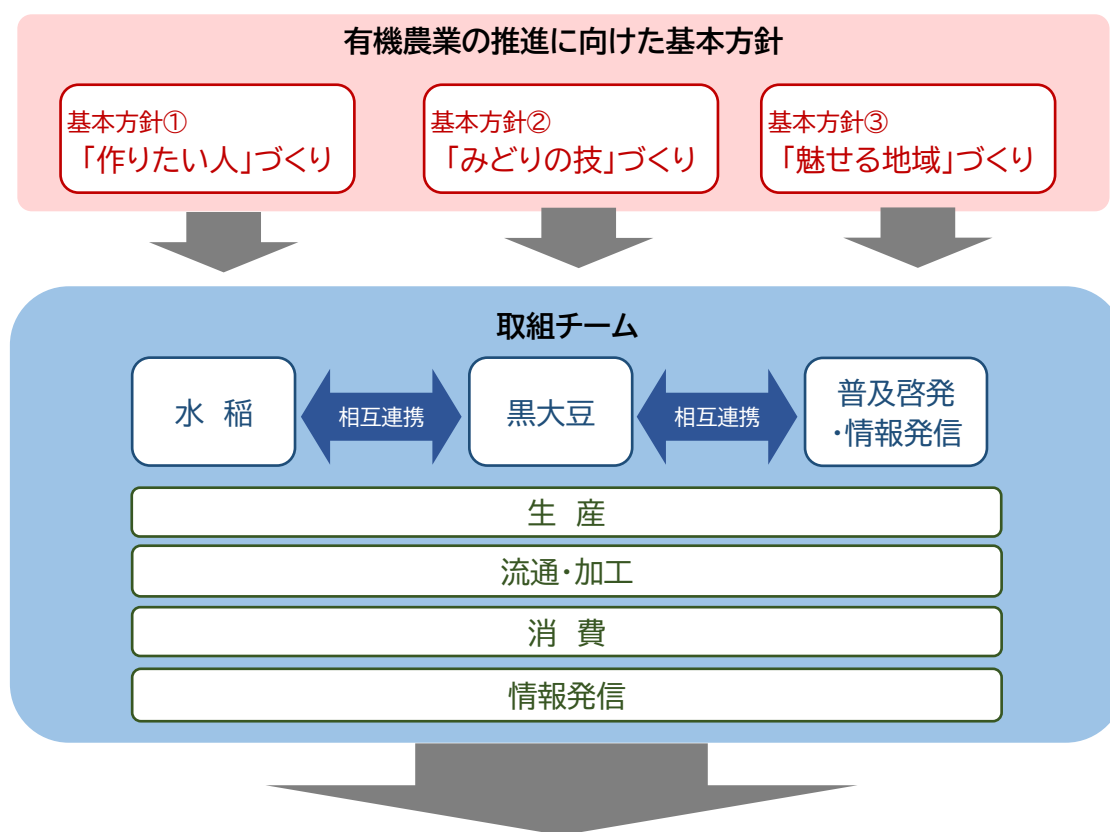 有機農業の推進に向けた基本方針
基本方針①
「作りたい人」づくり
基本方針②
「みどりの技」づくり
基本方針③
「魅せる地域」づくり
取組チーム
水 稲
相互連携
黒大豆
相互連携
普及啓発
・情報発信
生 産
流通・加工
消 費
情報発信